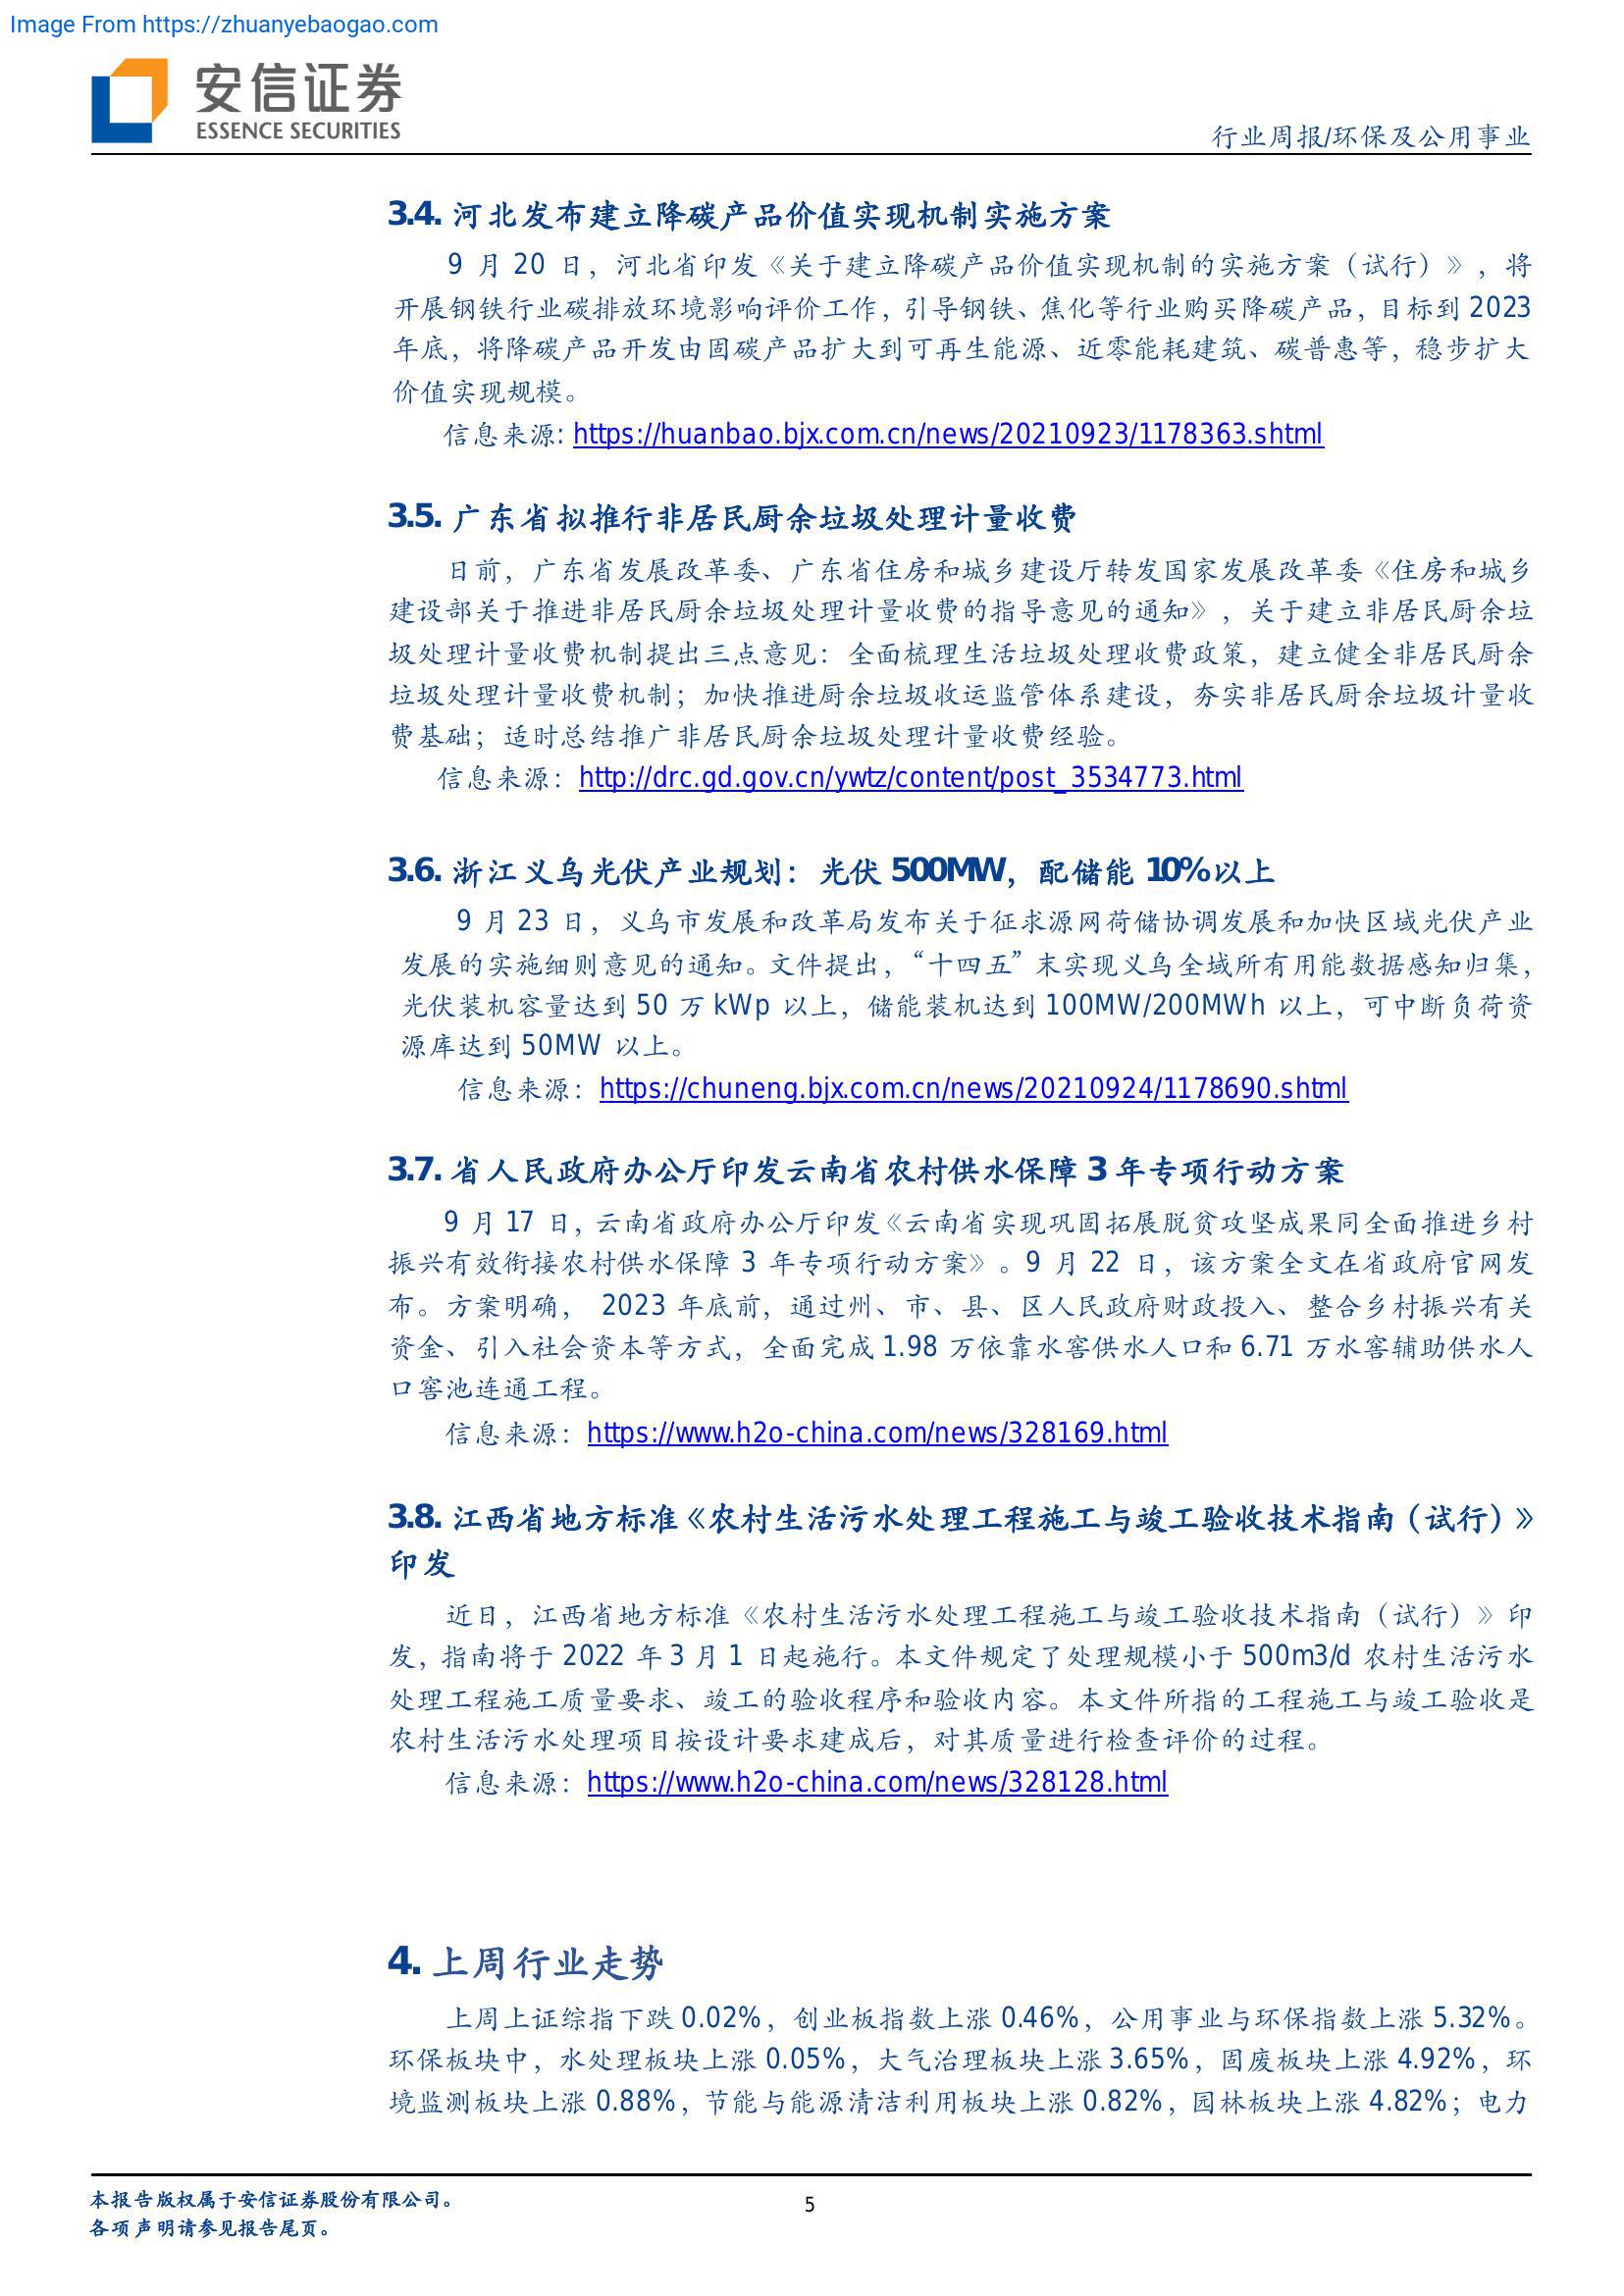 Image From https://zhuanyebaogao.com
安信证券
ESSENCE SECURITIES
行业周报/环保及公用事业
3.4. 河北发布建立降碳产品价值实现机制实施方案
9 月 20 日，河北省印发《关于建立降碳产品价值实现机制的实施方案（试行）》，将
开展钢铁行业碳排放环境影响评价工作，引导钢铁、焦化等行业购买降碳产品，目标到 2023
年底，将降碳产品开发由固碳产品扩大到可再生能源、近零能耗建筑、碳普惠等，稳步扩大
价值实现规模。
信息来源: https://huanbao.bjx.com.cn/news/20210923/1178363.shtml
3.5. 广东省拟推行非居民厨余垃圾处理计量收费
日前，广东省发展改革委、广东省住房和城乡建设厅转发国家发展改革委《住房和城乡
建设部关于推进非居民厨余垃圾处理计量收费的指导意见的通知》，关于建立非居民厨余垃
圾处理计量收费机制提出三点意见：全面梳理生活垃圾处理收费政策，建立健全非居民厨余
垃圾处理计量收费机制；加快推进厨余垃圾收运监管体系建设，夯实非居民厨余垃圾计量收
费基础；适时总结推广非居民厨余垃圾处理计量收费经验。
信息来源：http://drc.gd.gov.cn/ywtz/content/post_3534773.html
3.6. 浙江义乌光伏产业规划：光伏 500MW，配储能 10%以上
9 月 23 日，义乌市发展和改革局发布关于征求源网荷储协调发展和加快区域光伏产业
发展的实施细则意见的通知。文件提出，“十四五”末实现义乌全域所有用能数据感知归集，
光伏装机容量达到 50 万 kWp 以上，储能装机达到 100MW/200MWh 以上，可中断负荷资
源库达到 50MW 以上。
信息来源：https://chuneng.bjx.com.cn/news/20210924/1178690.shtml
3.7. 省人民政府办公厅印发云南省农村供水保障 3 年专项行动方案
9 月 17 日，云南省政府办公厅印发《云南省实现巩固拓展脱贫攻坚成果同全面推进乡村
振兴有效衔接农村供水保障 3 年专项行动方案》。9 月 22 日，该方案全文在省政府官网发
布。方案明确， 2023 年底前，通过州、市、县、区人民政府财政投入、整合乡村振兴有关
资金、引入社会资本等方式，全面完成 1.98 万依靠水窖供水人口和 6.71 万水窖辅助供水人
口窖池连通工程。
信息来源：https://www.h2o-china.com/news/328169.html
3.8. 江西省地方标准《农村生活污水处理工程施工与竣工验收技术指南（试行）》
印发
近日，江西省地方标准《农村生活污水处理工程施工与竣工验收技术指南（试行）》印
发，指南将于 2022 年 3 月 1 日起施行。本文件规定了处理规模小于 500m3/d 农村生活污水
处理工程施工质量要求、竣工的验收程序和验收内容。本文件所指的工程施工与竣工验收是
农村生活污水处理项目按设计要求建成后，对其质量进行检查评价的过程。
信息来源：https://www.h2o-china.com/news/328128.html
4. 上周行业走势
上周上证综指下跌 0.02%，创业板指数上涨 0.46%，公用事业与环保指数上涨 5.32%。
环保板块中，水处理板块上涨 0.05%，大气治理板块上涨 3.65%，固废板块上涨 4.92%，环
境监测板块上涨 0.88%，节能与能源清洁利用板块上涨 0.82%，园林板块上涨 4.82%；电力
本报告版权属于安信证券股份有限公司。
5
各项声明请参见报告尾页。